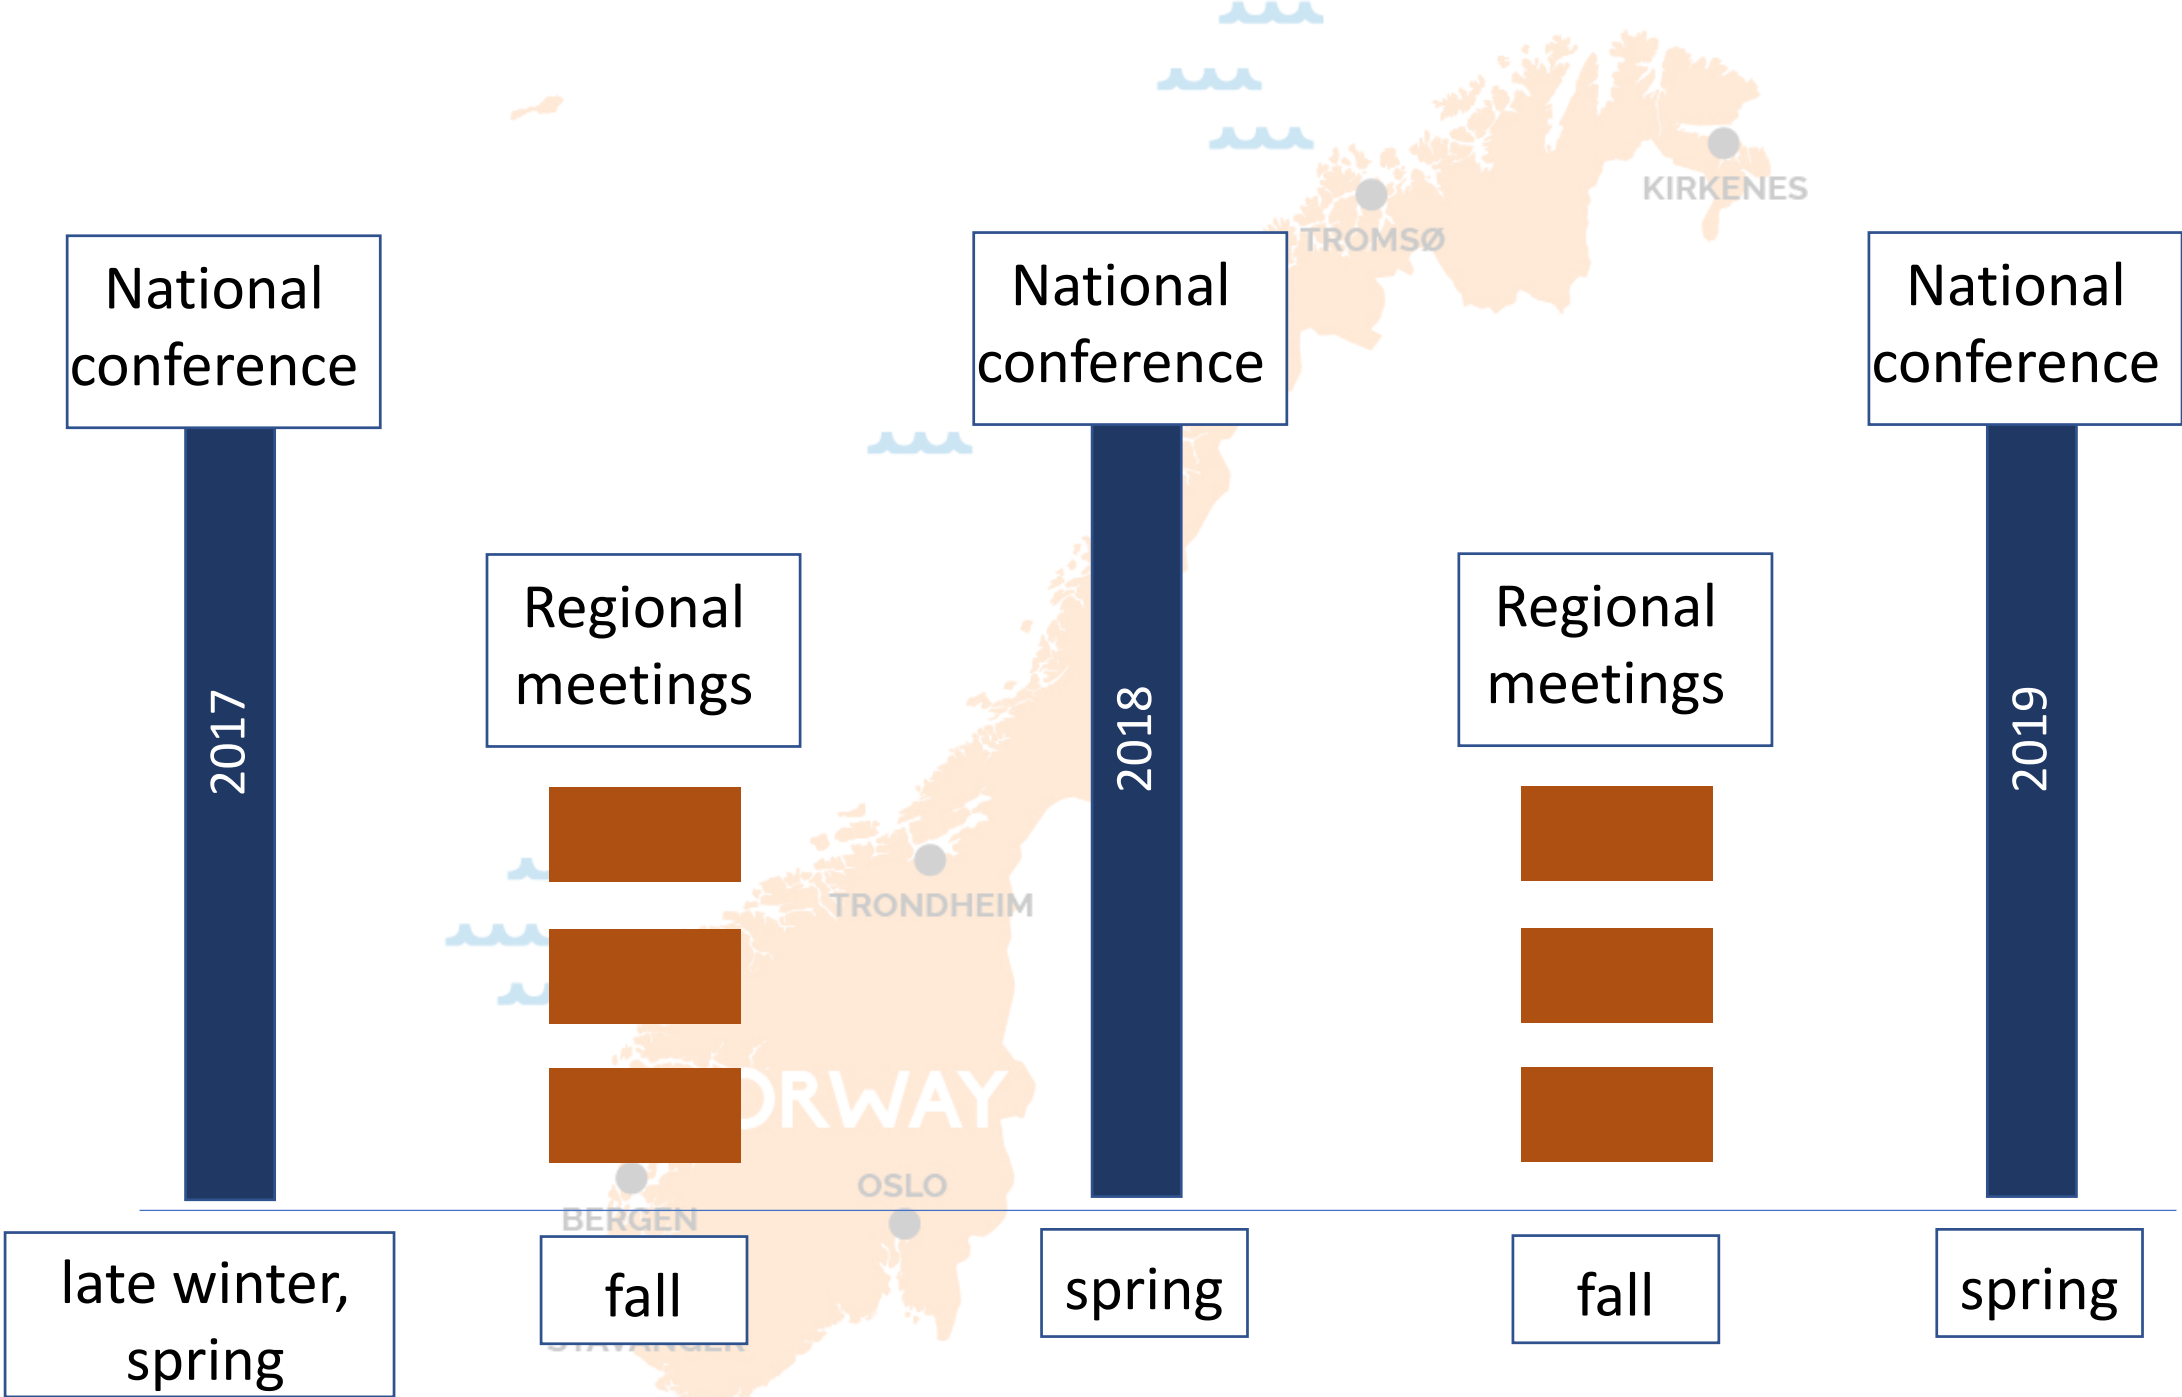 KIRKENES
TROMSØ
National
conference
National
conference
National
conference
Regional
meetings
Regional
meetings
2017
2018
2019
TRONDHEIM
ORWAY
OSLO
BERGEN
late winter,
spring
fall
spring
fall
spring